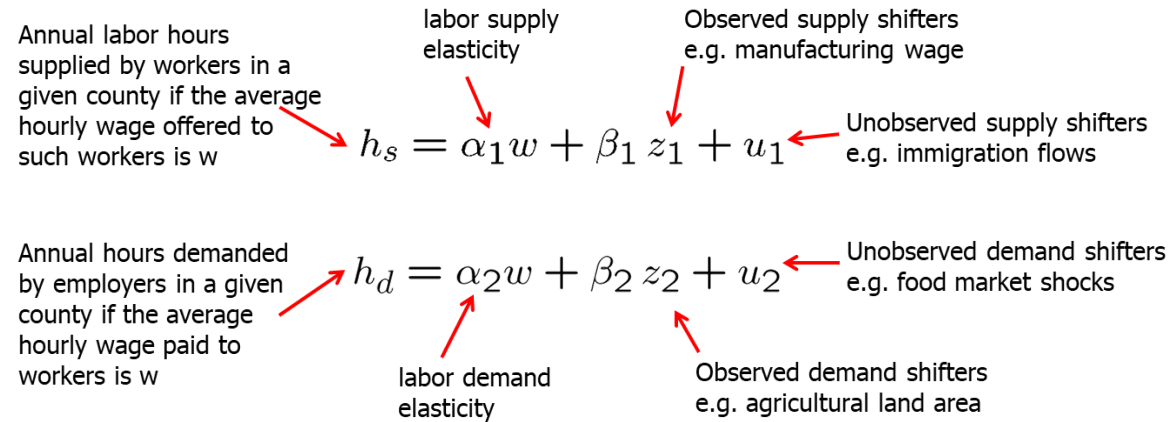 Annual labor hours
supplied by workers in a
given county if the average
hourly wage offered to
such workers is w
labor supply
elasticity
Observed supply shifters
e.g. manufacturing wage
h_s = α_1 w + β_1 z_1 + u_1
Unobserved supply shifters
e.g. immigration flows
Annual hours demanded
by employers in a given
county if the average
hourly wage paid to
workers is w
h_d = α_2 w + β_2 z_2 + u_2
Unobserved demand shifters
e.g. food market shocks
labor demand
elasticity
Observed demand shifters
e.g. agricultural land area